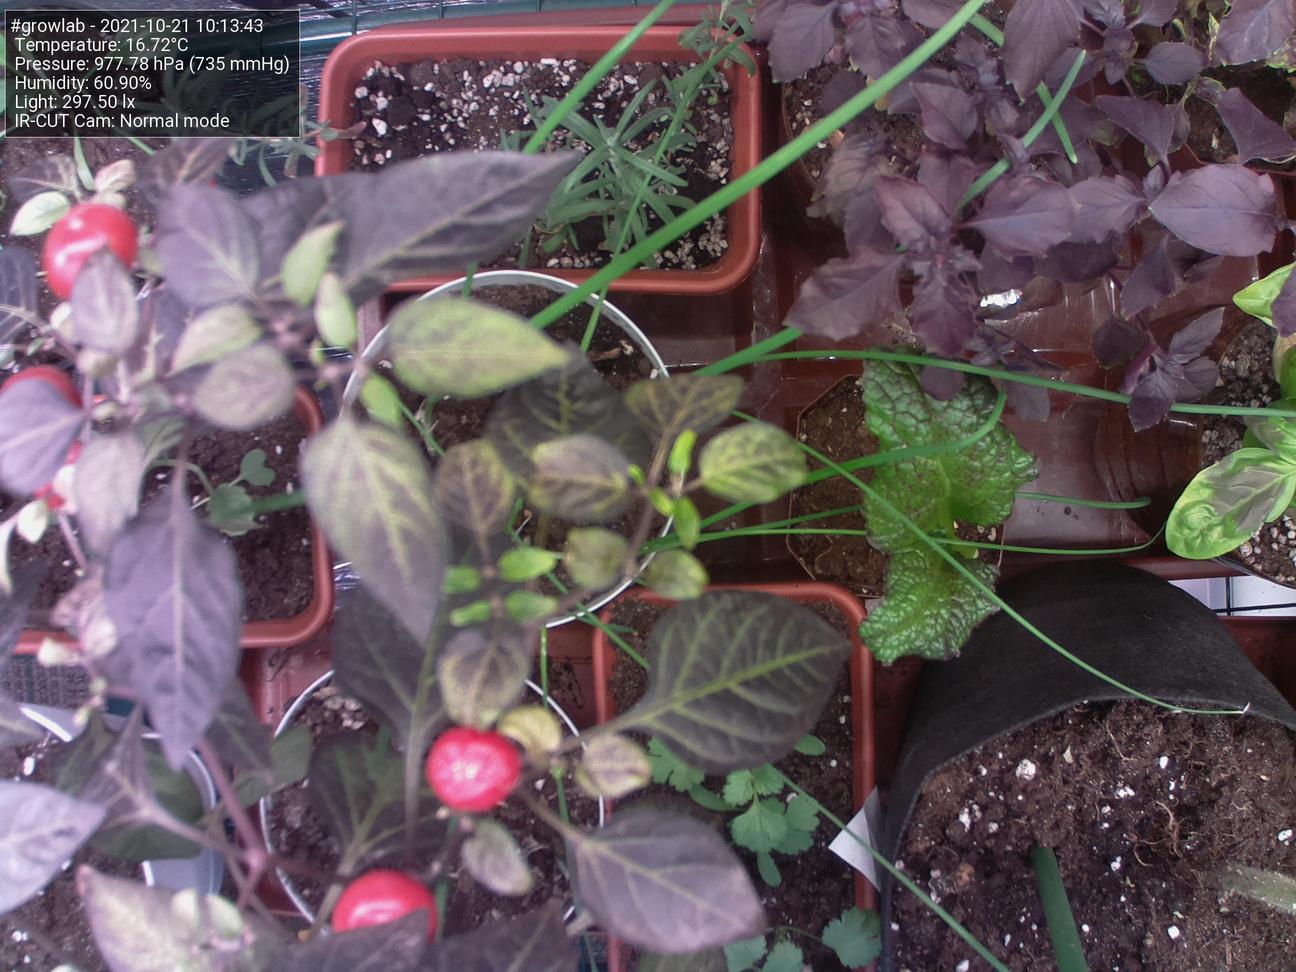 #growlab - 2021-10-21 10:13:43
Temperature: 16.72°C
Pressure: 977.78 hPa (735 mmHg)
Humidity: 60.90%
Light: 297.50 lx
IR-CUT Cam: Normal mode